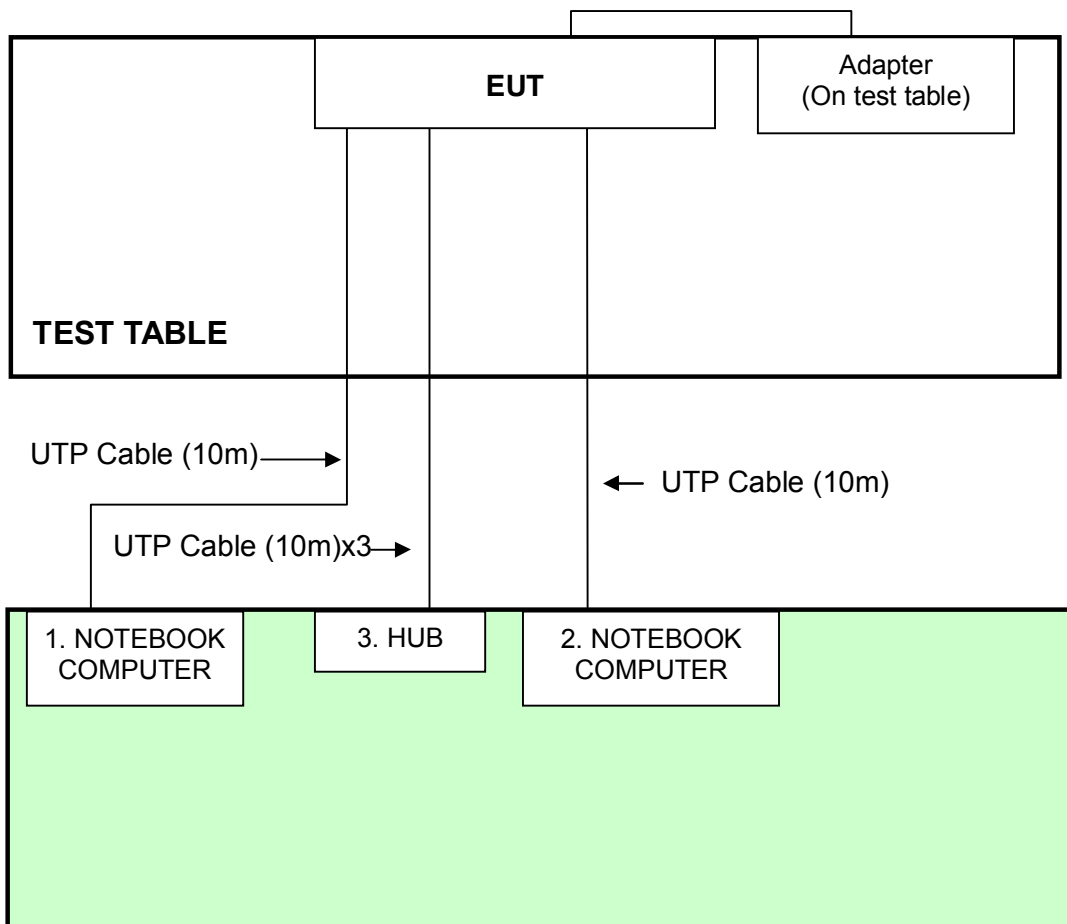 EUT
Adapter
(On test table)
TEST TABLE
UTP Cable (10m)
UTP Cable (10m)
UTP Cable (10m)x3
1. NOTEBOOK
COMPUTER
3. HUB
2. NOTEBOOK
COMPUTER